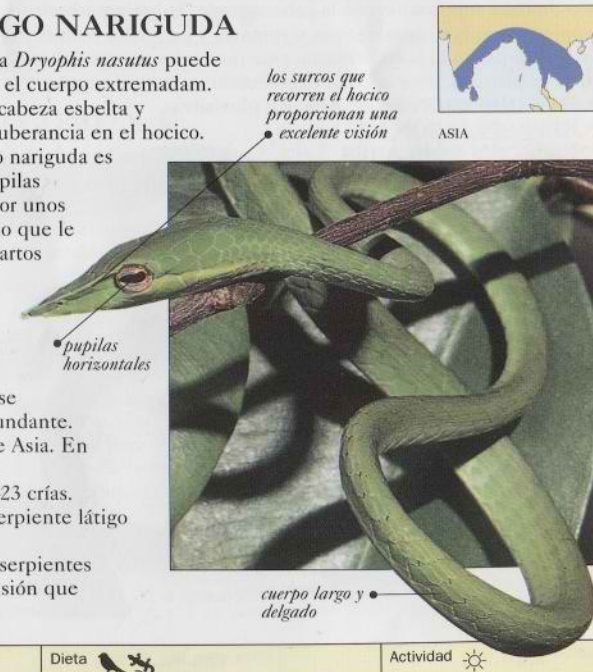 GO NARIGUDA
a Dryophis nasutus puede
el cuerpo extremadam.
cabeza esbelta y
uberancia en el hocico.
o nariguda es
pilas
or unos
o que le
artos
se
undante.
e Asia. En
23 crías.
erpiente látigo
serpientes
sión que
los surcos que
recorren el hocico
proporcionan una
excelente visión
ASIA
pupilas
horizontales
cuerpo largo y
delgado
Dieta
Actividad